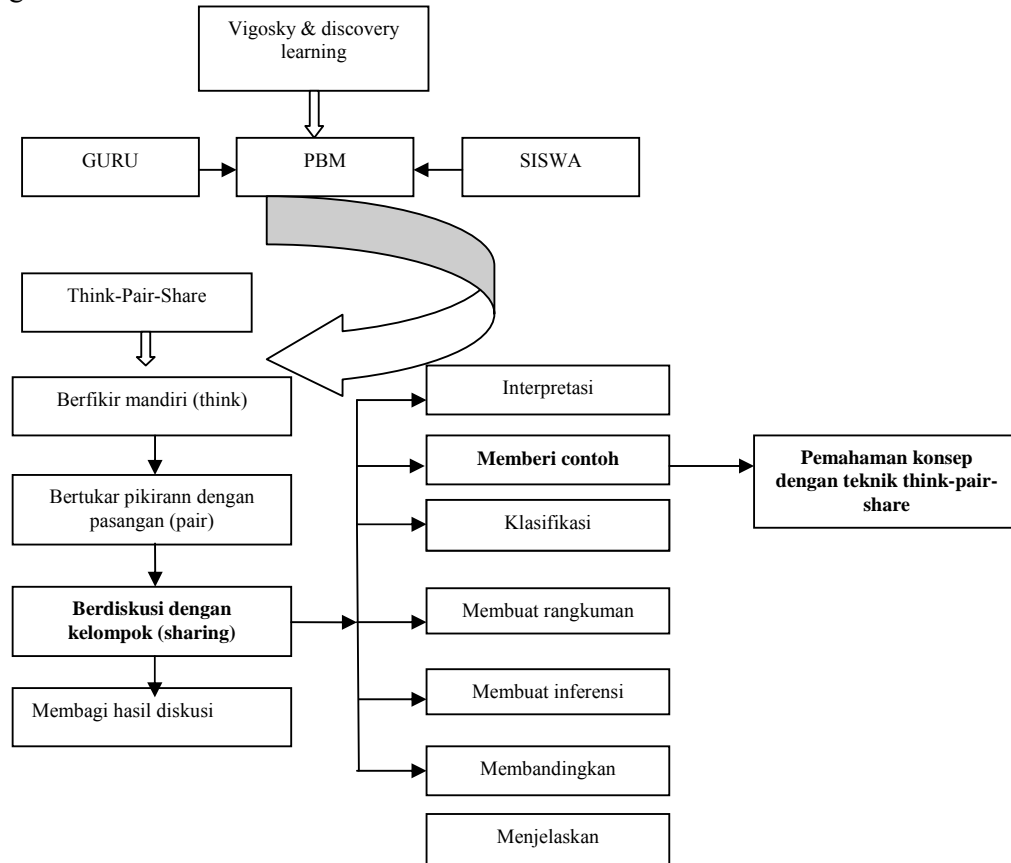 Vigosky & discovery
learning
GURU
PBM
SISWA
Think-Pair-Share
Berfikir mandiri (think)
Bertukar pikirann dengan
pasangan (pair)
Berdiskusi dengan
kelompok (sharing)
Membagi hasil diskusi
Interpretasi
Memberi contoh
Klasifikasi
Membuat rangkuman
Membuat inferensi
Membandingkan
Menjelaskan
Pemahaman konsep
dengan teknik think-pair-
share